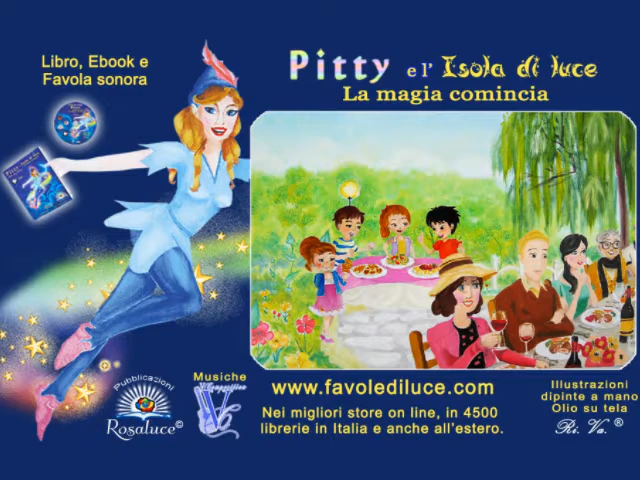 Libro, Ebook e
Favola sonora
Pitty e l' Isola di luce
La magia comincia
Pubblicazioni
Rosaluce©
Musiche
www.favolediluce.com
Nei migliori store on line, in 4500
librerie in Italia e anche all'estero.
Illustrazioni
dipinte a mano
Olio su tela
Ri. Va.®